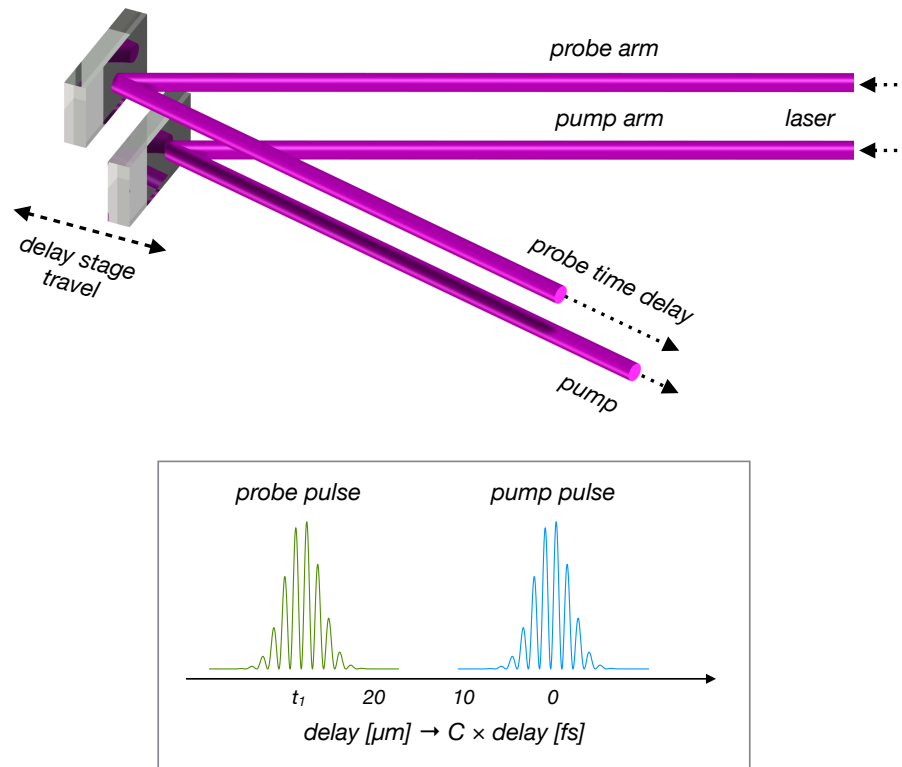 probe arm
pump arm
laser
delay stage
travel
probe time delay
pump
probe pulse
pump pulse
t₁ 20 10 0
delay [µm] → C × delay [fs]